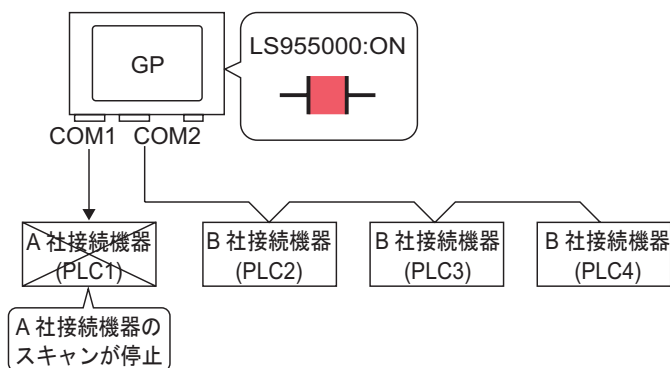 GP
LS955000:ON
COM1 COM2
A 社接続機器
(PLC1)
B 社接続機器
(PLC2)
B 社接続機器
(PLC3)
B 社接続機器
(PLC4)
A 社接続機器の
スキャンが停止